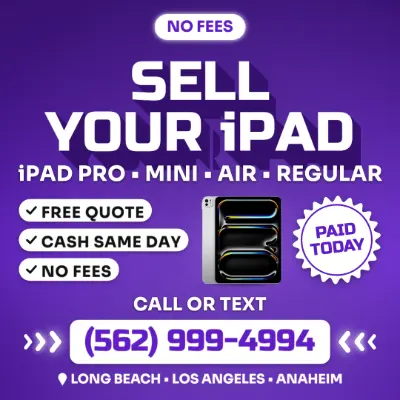 NO FEES
SELL
YOUR iPAD
iPAD PRO ▪ MINI ▪ AIR ▪ REGULAR
✓ FREE QUOTE
✓ CASH SAME DAY
✓ NO FEES
PAID
TODAY
CALL OR TEXT
(562) 999-4994
LONG BEACH ▪ LOS ANGELES ▪ ANAHEIM